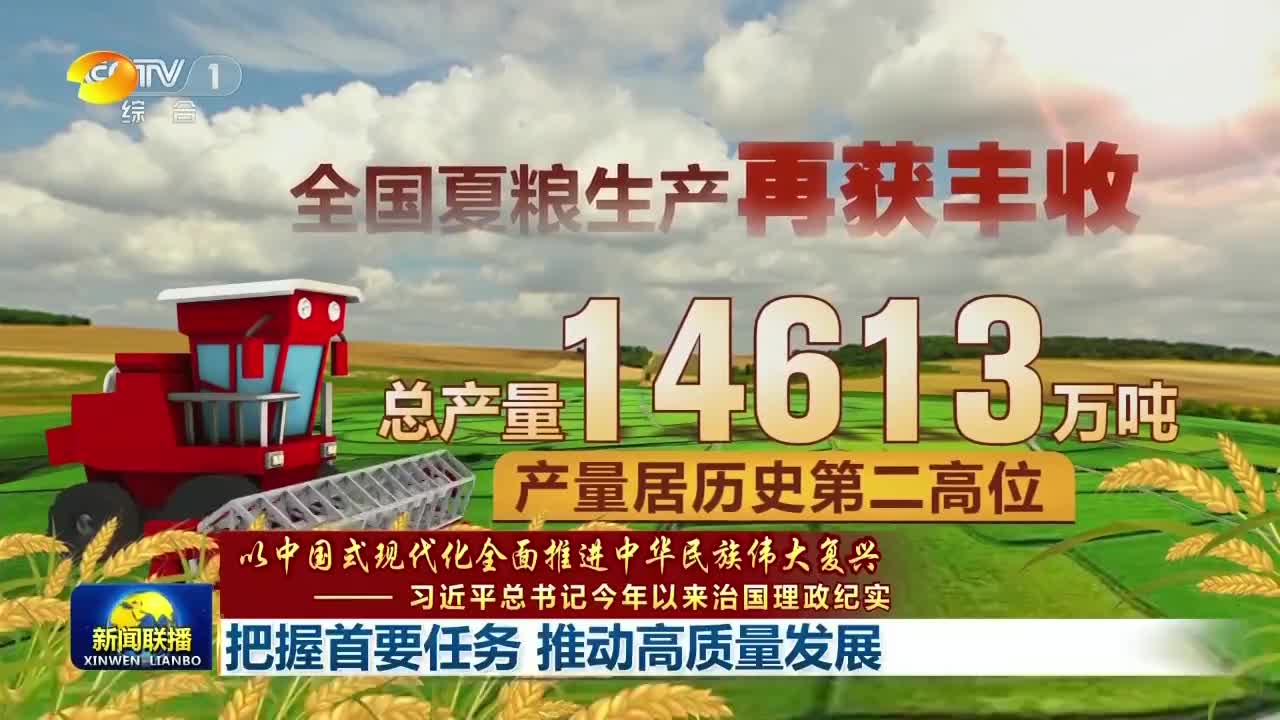 CCTV 1
综合
全国夏粮生产再获丰收
总产量14613万吨
产量居历史第二高位
以中国式现代化全面推进中华民族伟大复兴
——习近平总书记今年以来治国理政纪实
新闻联播
XINWEN LIANBO
把握首要任务 推动高质量发展